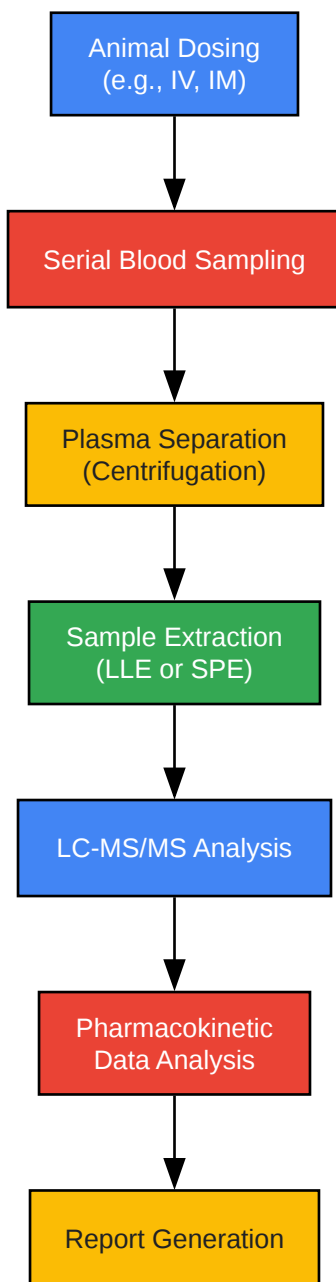 Animal Dosing
(e.g., IV, IM)
Serial Blood Sampling
Plasma Separation
(Centrifugation)
Sample Extraction
(LLE or SPE)
LC-MS/MS Analysis
Pharmacokinetic
Data Analysis
Report Generation